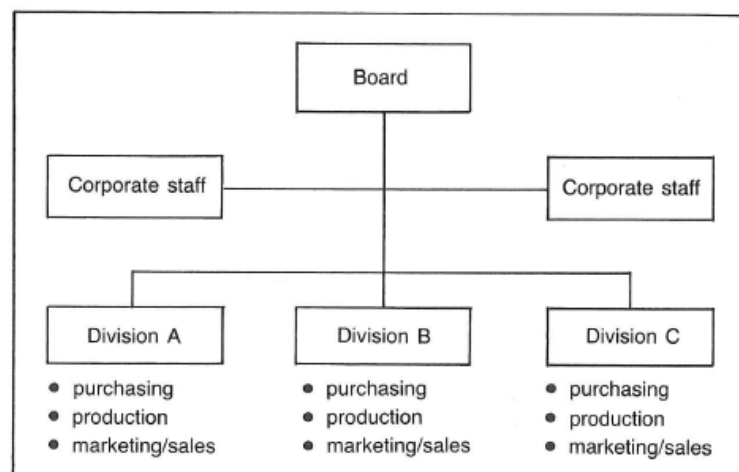 Board
Corporate staff
Corporate staff
Division A
Division B
Division C
• purchasing
• production
• marketing/sales
• purchasing
• production
• marketing/sales
• purchasing
• production
• marketing/sales